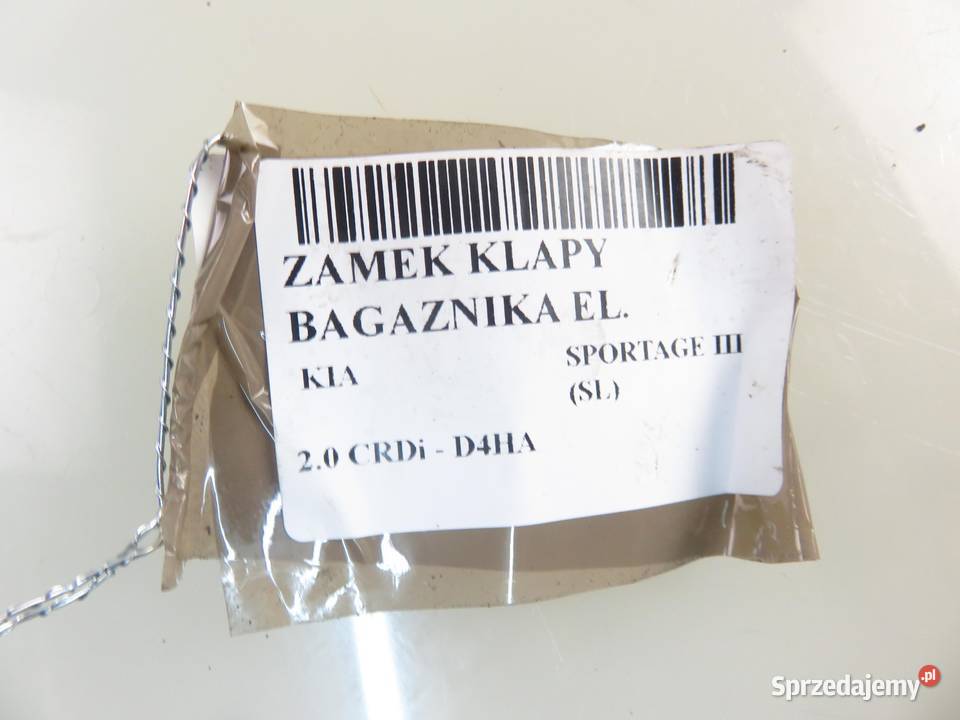 ZAMEK KLAPY
BAGAZNIKA EL.
KIA
SPORTAGE III
(SL)
2.0 CRDi - D4HA
Sprzedajemy.pl